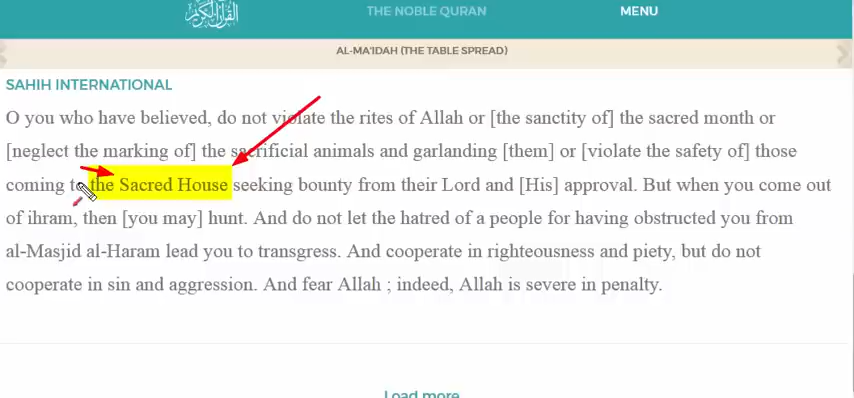 القرآن الكريم
THE NOBLE QURAN
MENU
AL-MA'IDAH (THE TABLE SPREAD)
SAHIH INTERNATIONAL
O you who have believed, do not violate the rites of Allah or [the sanctity of] the sacred month or
[neglect the marking of] the sacrificial animals and garlanding [them] or [violate the safety of] those
coming to the Sacred House seeking bounty from their Lord and [His] approval. But when you come out
of ihram, then [you may] hunt. And do not let the hatred of a people for having obstructed you from
al-Masjid al-Haram lead you to transgress. And cooperate in righteousness and piety, but do not
cooperate in sin and aggression. And fear Allah ; indeed, Allah is severe in penalty.
Load more